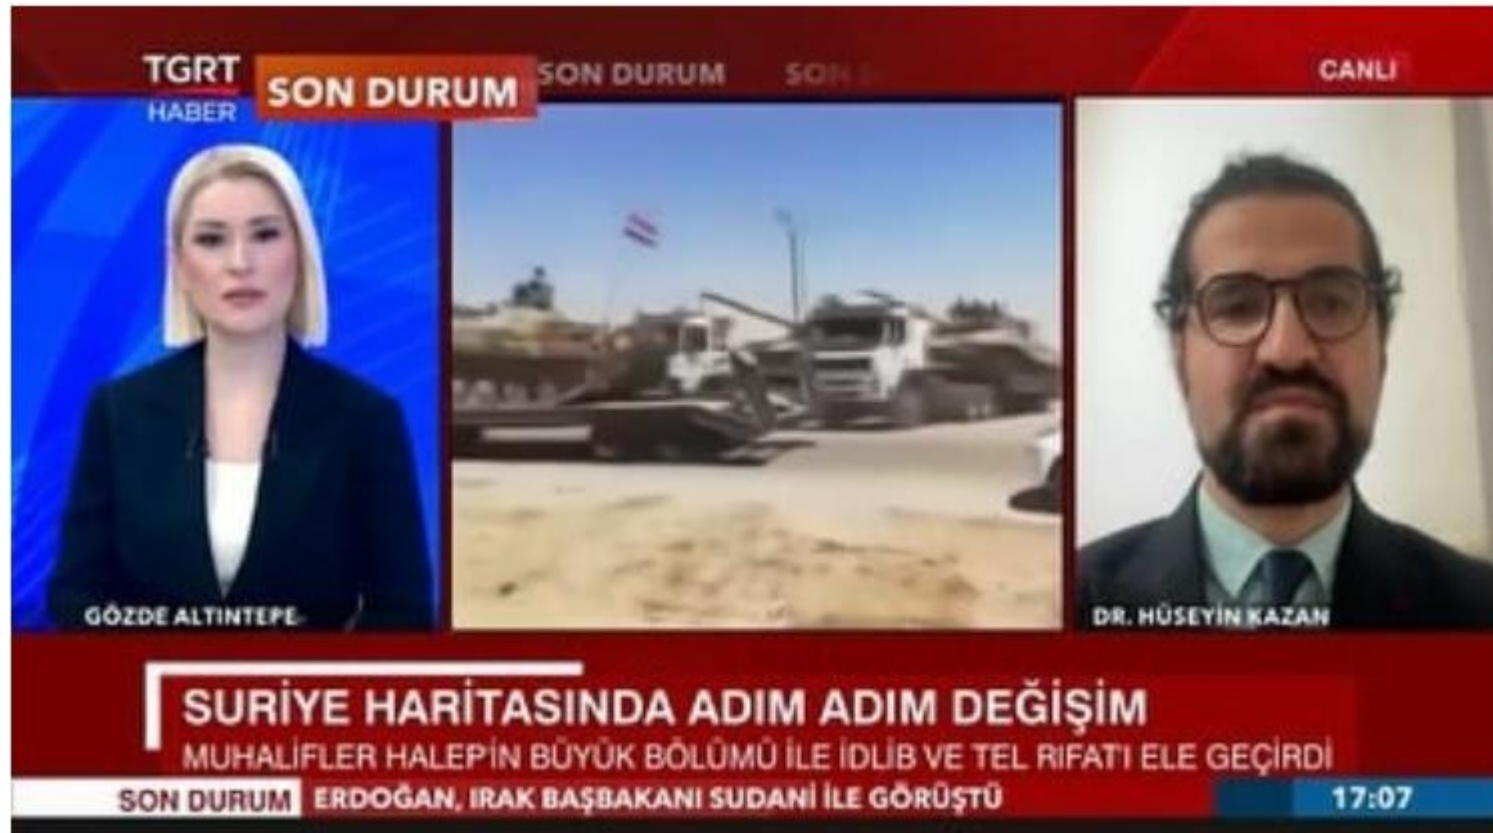 TGRT
HABER
SON DURUM
SON DURUM
SON
CANLI
GÖZDE ALTINTEPE
DR. HÜSEYİN KAZAN
SURİYE HARİTASINDA ADIM ADIM DEĞİŞİM
MUHALİFLER HALEP'İN BÜYÜK BÖLÜMÜ İLE İDLİB VE TEL RIFAT'I ELE GEÇİRDİ
SON DURUM
ERDOĞAN, IRAK BAŞBAKANI SUDANİ İLE GÖRÜŞTÜ
17:07